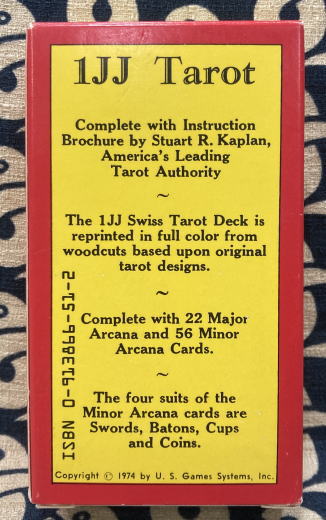 1JJ Tarot
Complete with Instruction
Brochure by Stuart R. Kaplan,
America's Leading
Tarot Authority
~
The 1JJ Swiss Tarot Deck is
reprinted in full color from
woodcuts based upon original
tarot designs.
~
Complete with 22 Major
Arcana and 56 Minor
Arcana Cards.
~
The four suits of the
Minor Arcana cards are
Swords, Batons, Cups
and Coins.
ISBN 0-913866-51-2
Copyright © 1974 by U. S. Games Systems, Inc.